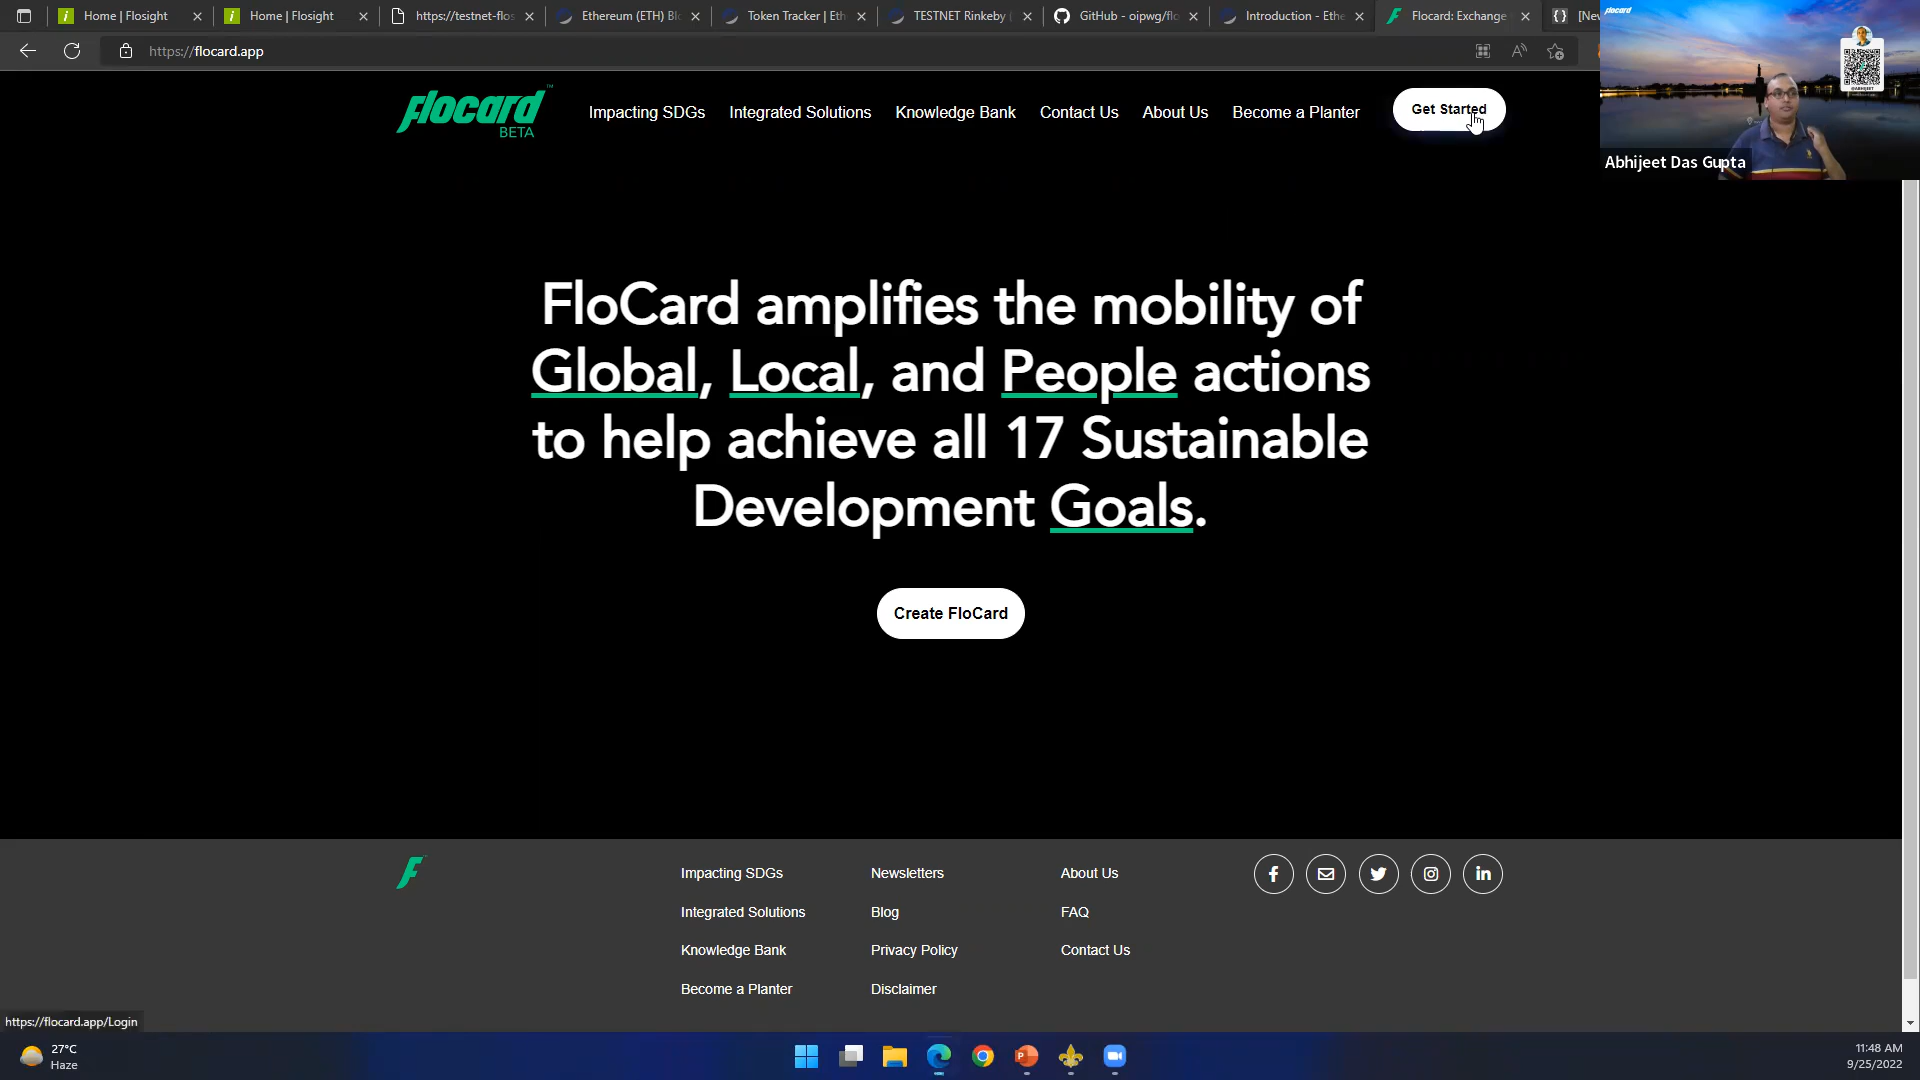 Home | Flosight
Home | Flosight
https://testnet-flos
Ethereum (ETH) Bl
Token Tracker | Eth
TESTNET Rinkeby (
GitHub - oipwg/flo
Introduction - Ethe
Flocard: Exchange
https://flocard.app
flocard
Abhijeet Das Gupta
flocard™
BETA
Impacting SDGs
Integrated Solutions
Knowledge Bank
Contact Us
About Us
Become a Planter
Get Started
FloCard amplifies the mobility of
Global, Local, and People actions
to help achieve all 17 Sustainable
Development Goals.
Create FloCard
Impacting SDGs
Integrated Solutions
Knowledge Bank
Become a Planter
Newsletters
Blog
Privacy Policy
Disclaimer
About Us
FAQ
Contact Us
https://flocard.app/Login
27°C
Haze
11:48 AM
9/25/2022